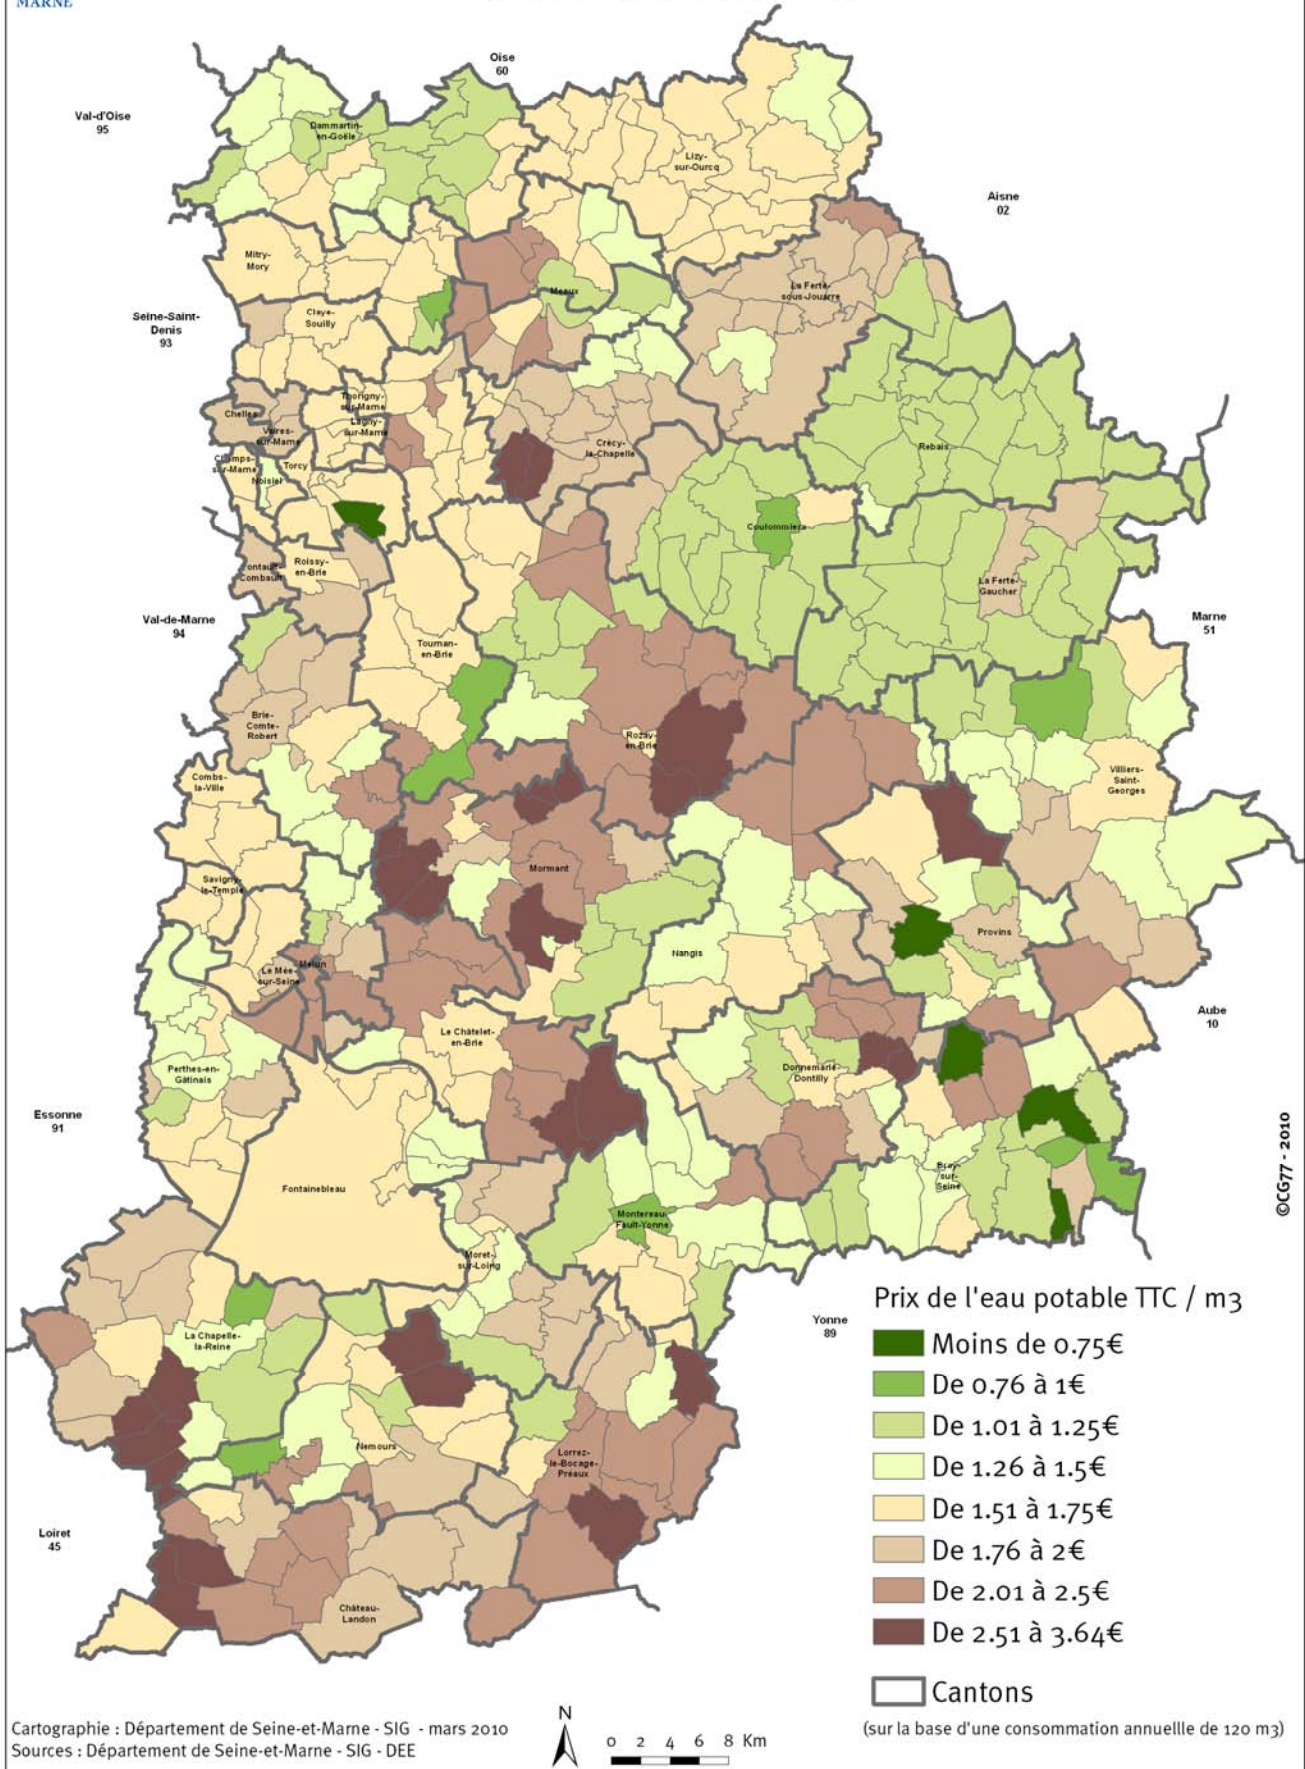 MARNE
Oise
60
Val-d'Oise
95
Dammartin-
en-Goële
Lizy-
sur-Ourcq
Aisne
02
Mitry-
Mory
La Ferté-
sous-Jouarre
Meaux
Claye-
Souilly
Seine-Saint-
Denis
93
Thorigny-
sur-Marne
Chelles
Lagny-
sur-Marne
Vaires-
sur-Marne
Crécy-
la-Chapelle
Rebais
Champs-
sur-Marne
Torcy
Noisiel
Coulommiers
Roissy-
en-Brie
Pontault-
Combault
La Ferté-
Gaucher
Val-de-Marne
94
Marne
51
Tournan-
en-Brie
Brie-
Comte-
Robert
Rozay-
en-Brie
Combs-
la-Ville
Villiers-
Saint-
Georges
Mormant
Savigny-
le-Temple
Provins
Nangis
Melun
Le Mée-
sur-Seine
Aube
10
Le Châtelet-
en-Brie
Perthes-en-
Gâtinais
Donnemarie-
Dontilly
Essonne
91
©CG77 - 2010
Bray-
sur-
Seine
Fontainebleau
Montereau-
Fault-Yonne
Moret-
sur-Loing
Prix de l'eau potable TTC / m3
Yonne
89
La Chapelle-
la-Reine
Moins de 0.75€
De 0.76 à 1€
De 1.01 à 1.25€
Nemours
Lorrez-
le-Bocage-
Préaux
De 1.26 à 1.5€
De 1.51 à 1.75€
Loiret
45
De 1.76 à 2€
De 2.01 à 2.5€
Château-
Landon
De 2.51 à 3.64€
Cantons
(sur la base d'une consommation annuellle de 120 m3)
Cartographie : Département de Seine-et-Marne - SIG - mars 2010
Sources : Département de Seine-et-Marne - SIG - DEE
N
0 2 4 6 8 Km